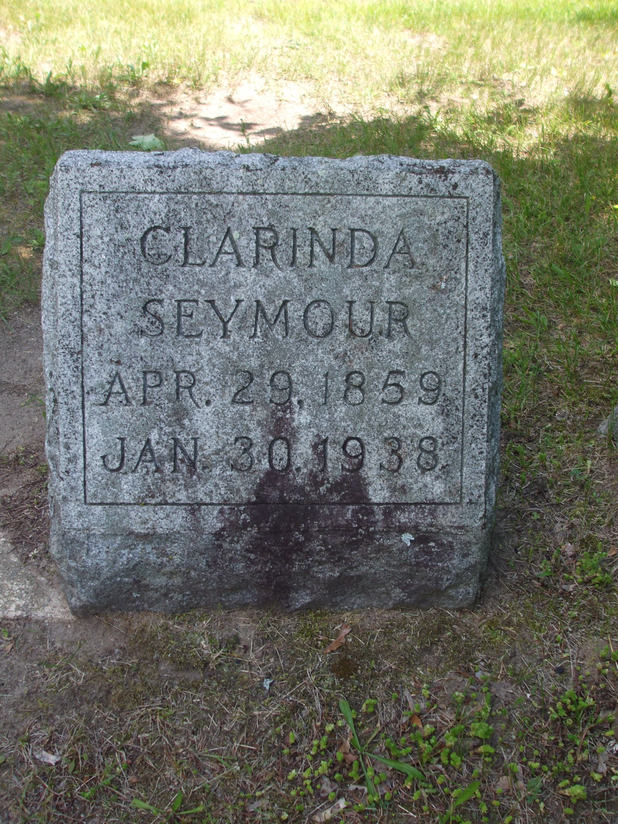 CLARINDA
SEYMOUR
APR. 29. 1859
JAN. 30. 1938